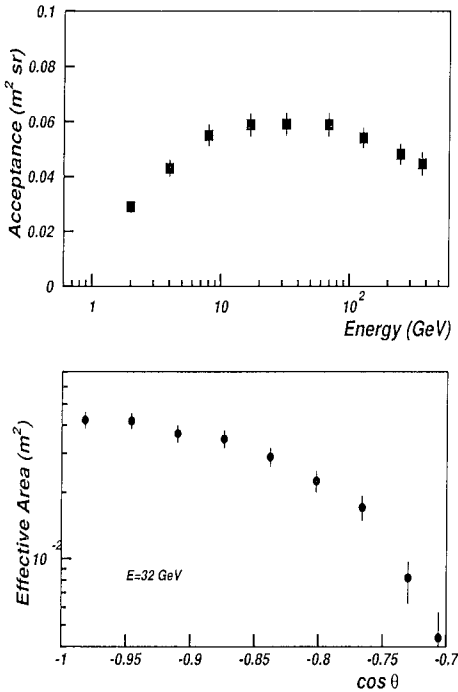 Acceptance (m² sr)
0.1
0.08
0.06
0.04
0.02
0
1 10 10²
Energy (GeV)
Effective Area (m²)
10⁻²
E=32 GeV
-1 -0.95 -0.9 -0.85 -0.8 -0.75 -0.7
cos θ